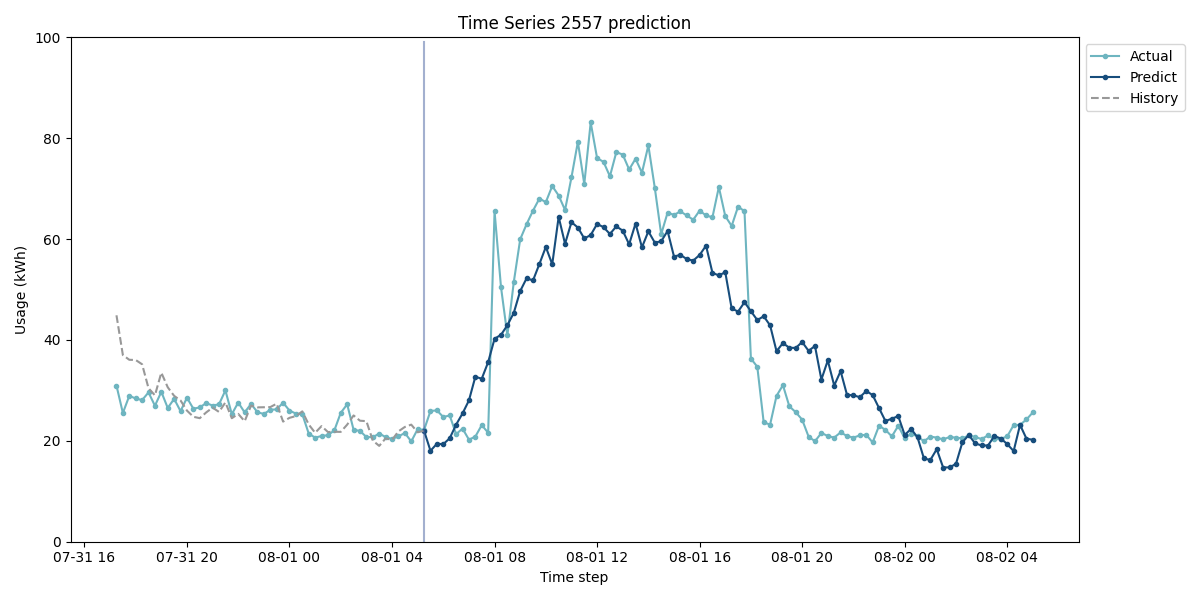 Time Series 2557 prediction
100
80
60
40
20
0
Usage (kWh)
07-31 16
07-31 20
08-01 00
08-01 04
08-01 08
08-01 12
08-01 16
08-01 20
08-02 00
08-02 04
Time step
Actual
Predict
History